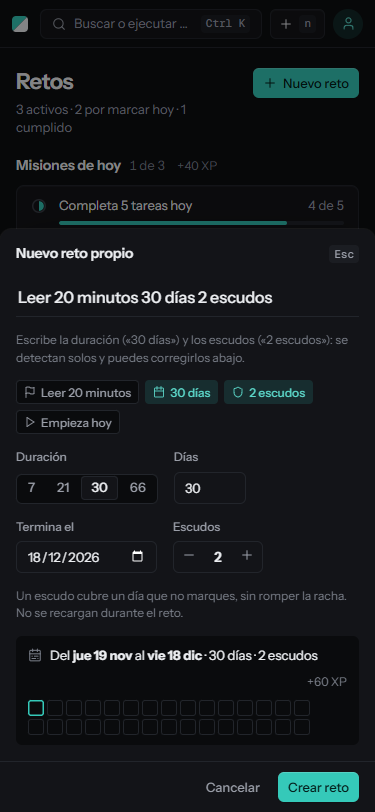 Buscar o ejecutar ... Ctrl K
+ n
Retos
+ Nuevo reto
3 activos · 2 por marcar hoy · 1
cumplido
Misiones de hoy 1 de 3 +40 XP
Completa 5 tareas hoy 4 de 5
Nuevo reto propio Esc
Leer 20 minutos 30 días 2 escudos
Escribe la duración («30 días») y los escudos («2 escudos»): se
detectan solos y puedes corregirlos abajo.
Leer 20 minutos 30 días 2 escudos
Empieza hoy
Duración Días
7 21 30 66 30
Termina el Escudos
18/12/2026 − 2 +
Un escudo cubre un día que no marques, sin romper la racha.
No se recargan durante el reto.
Del jue 19 nov al vie 18 dic · 30 días · 2 escudos
+60 XP
Cancelar Crear reto